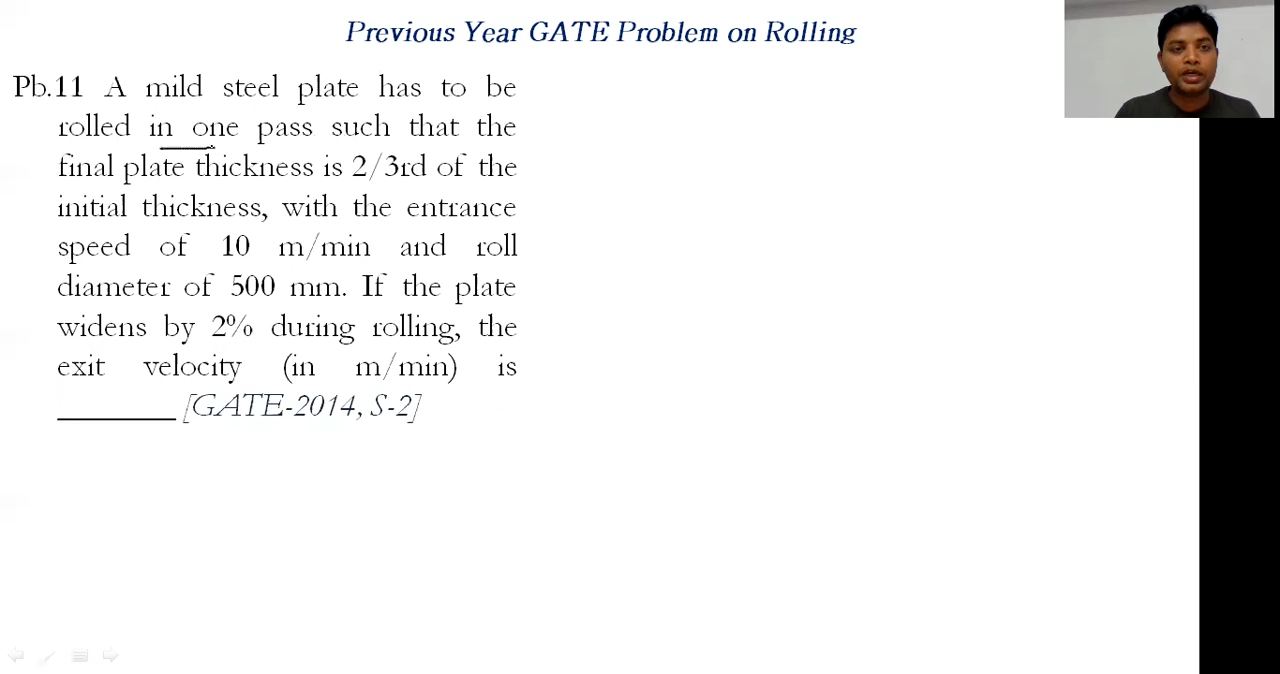 Previous Year GATE Problem on Rolling
Pb.11 A mild steel plate has to be
rolled in one pass such that the
final plate thickness is 2/3rd of the
initial thickness, with the entrance
speed of 10 m/min and roll
diameter of 500 mm. If the plate
widens by 2% during rolling, the
exit velocity (in m/min) is
__________ [GATE-2014, S-2]